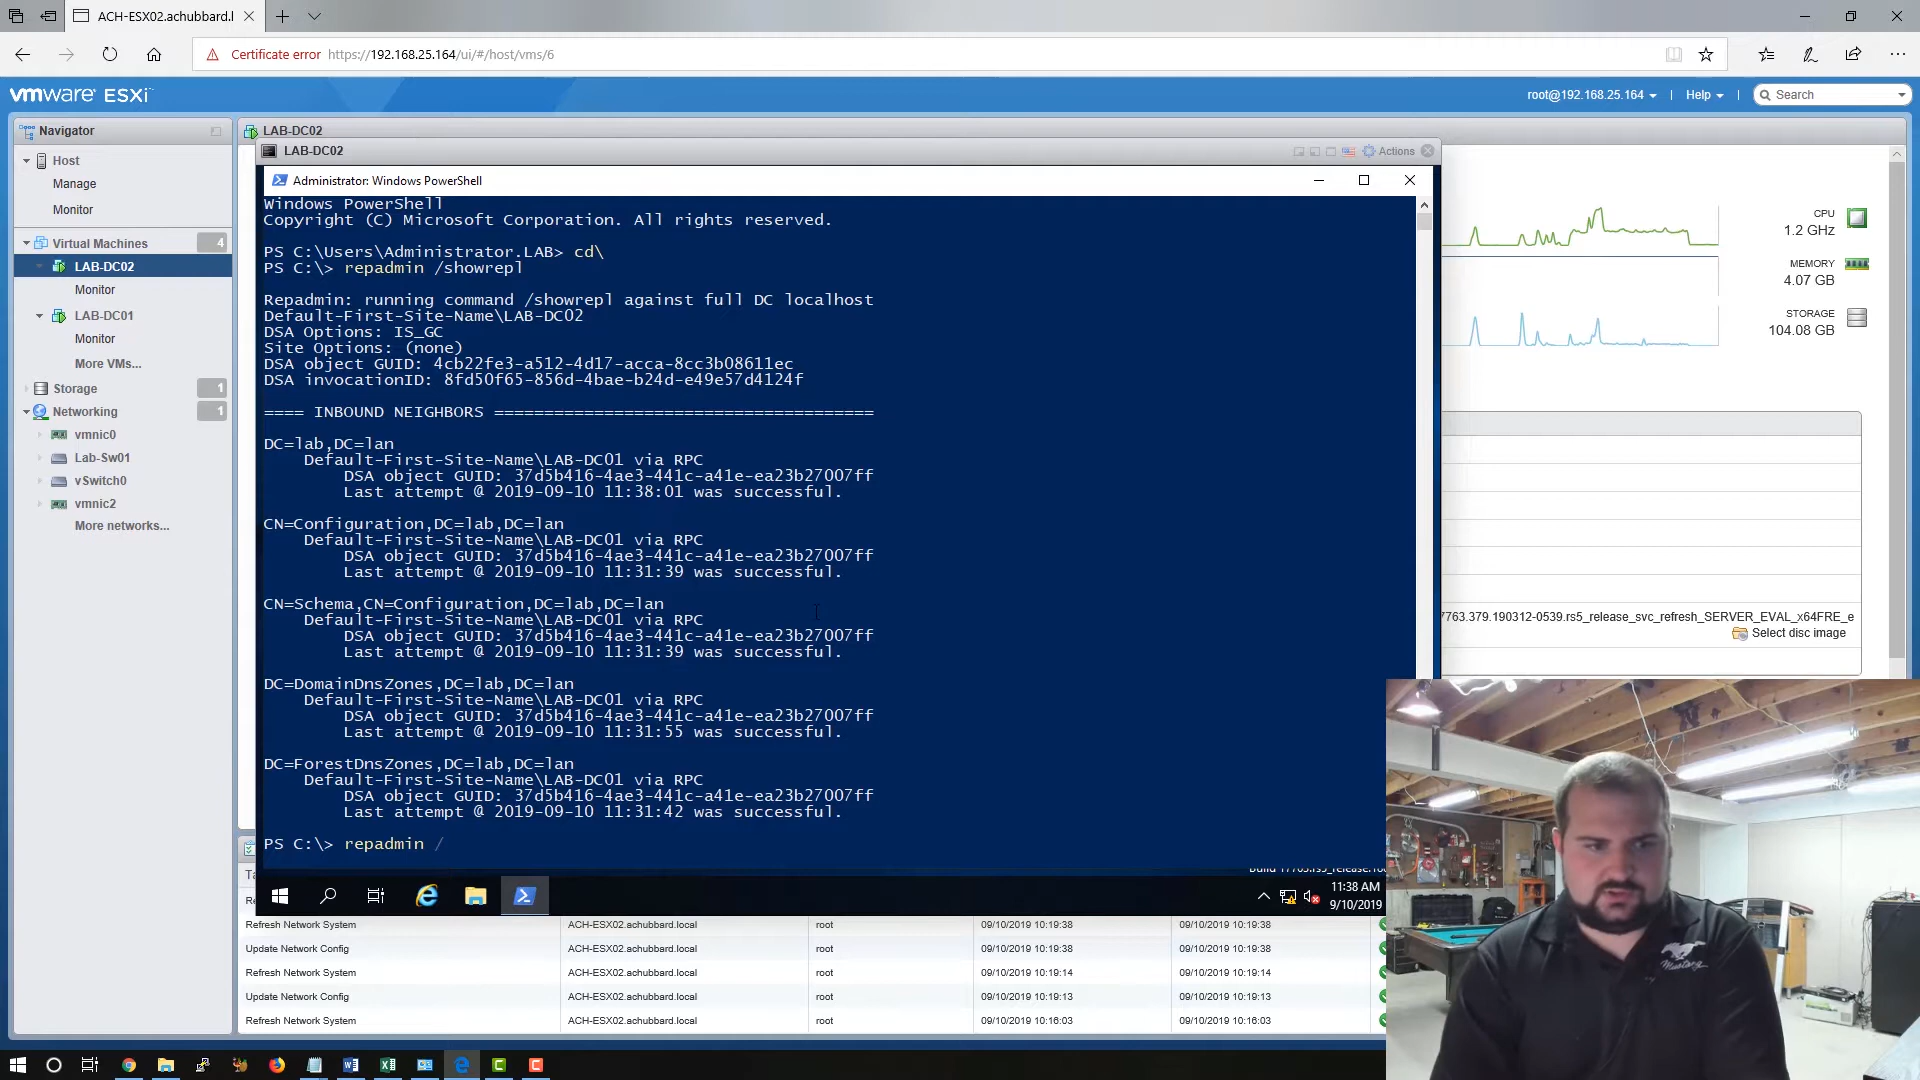 ACH-ESX02.achubbard.l
Certificate error https://192.168.25.164/ui/#/host/vms/6
vmware ESXi
root@192.168.25.164 | Help | Search
Navigator
Host
Manage
Monitor
Virtual Machines 4
LAB-DC02
Monitor
LAB-DC01
Monitor
More VMs...
Storage 1
Networking 1
vmnic0
Lab-Sw01
vSwitch0
vmnic2
More networks...
LAB-DC02
LAB-DC02
Actions
Administrator: Windows PowerShell
Windows PowerShell
Copyright (C) Microsoft Corporation. All rights reserved.
PS C:\Users\Administrator.LAB> cd\
PS C:\> repadmin /showrepl
Repadmin: running command /showrepl against full DC localhost
Default-First-Site-Name\LAB-DC02
DSA Options: IS_GC
Site Options: (none)
DSA object GUID: 4cb22fe3-a512-4d17-acca-8cc3b08611ec
DSA invocationID: 8fd50f65-856d-4bae-b24d-e49e57d4124f
==== INBOUND NEIGHBORS ======================================
DC=lab,DC=lan
Default-First-Site-Name\LAB-DC01 via RPC
DSA object GUID: 37d5b416-4ae3-441c-a41e-ea23b27007ff
Last attempt @ 2019-09-10 11:38:01 was successful.
CN=Configuration,DC=lab,DC=lan
Default-First-Site-Name\LAB-DC01 via RPC
DSA object GUID: 37d5b416-4ae3-441c-a41e-ea23b27007ff
Last attempt @ 2019-09-10 11:31:39 was successful.
CN=Schema,CN=Configuration,DC=lab,DC=lan
Default-First-Site-Name\LAB-DC01 via RPC
DSA object GUID: 37d5b416-4ae3-441c-a41e-ea23b27007ff
Last attempt @ 2019-09-10 11:31:39 was successful.
DC=DomainDnsZones,DC=lab,DC=lan
Default-First-Site-Name\LAB-DC01 via RPC
DSA object GUID: 37d5b416-4ae3-441c-a41e-ea23b27007ff
Last attempt @ 2019-09-10 11:31:55 was successful.
DC=ForestDnsZones,DC=lab,DC=lan
Default-First-Site-Name\LAB-DC01 via RPC
DSA object GUID: 37d5b416-4ae3-441c-a41e-ea23b27007ff
Last attempt @ 2019-09-10 11:31:42 was successful.
PS C:\> repadmin /
11:38 AM
9/10/2019
CPU
1.2 GHz
MEMORY
4.07 GB
STORAGE
104.08 GB
7763.379.190312-0539.rs5_release_svc_refresh_SERVER_EVAL_x64FRE_e
Select disc image
Refresh Network System ACH-ESX02.achubbard.local root 09/10/2019 10:19:38 09/10/2019 10:19:38
Update Network Config ACH-ESX02.achubbard.local root 09/10/2019 10:19:38 09/10/2019 10:19:38
Refresh Network System ACH-ESX02.achubbard.local root 09/10/2019 10:19:14 09/10/2019 10:19:14
Update Network Config ACH-ESX02.achubbard.local root 09/10/2019 10:19:13 09/10/2019 10:19:13
Refresh Network System ACH-ESX02.achubbard.local root 09/10/2019 10:16:03 09/10/2019 10:16:03
Mustang